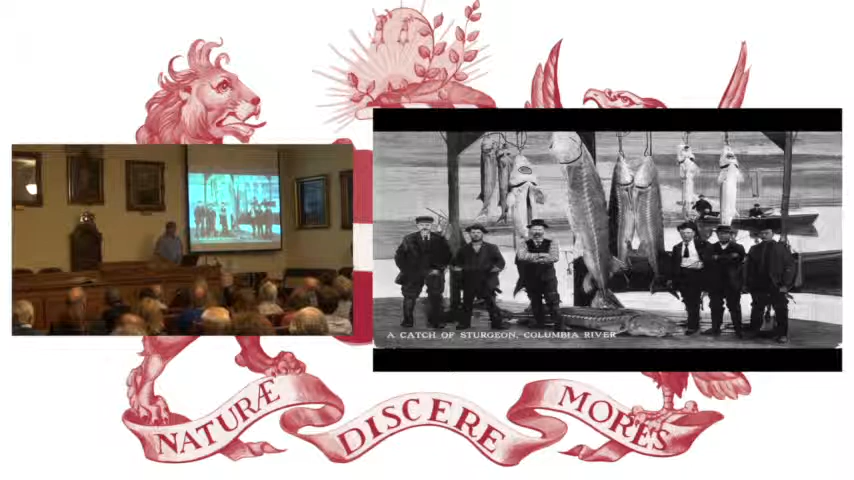 A CATCH OF STURGEON, COLUMBIA RIVER
NATURÆ DISCERE MORES